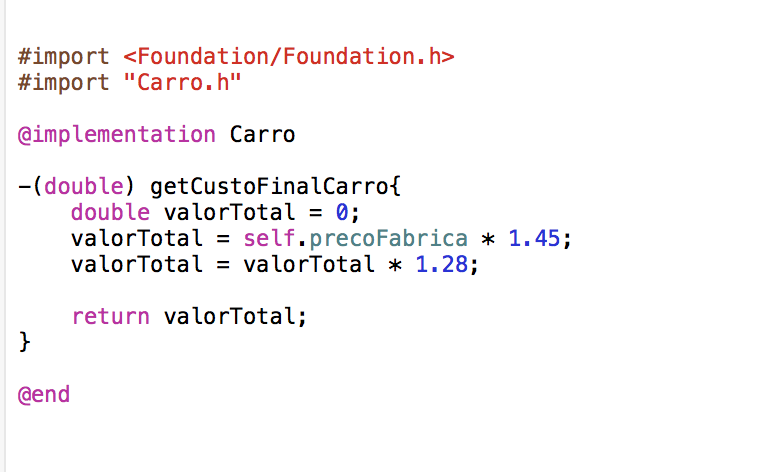 #import <Foundation/Foundation.h>
#import "Carro.h"
@implementation Carro
-(double) getCustoFinalCarro{
double valorTotal = 0;
valorTotal = self.precoFabrica * 1.45;
valorTotal = valorTotal * 1.28;
return valorTotal;
}
@end